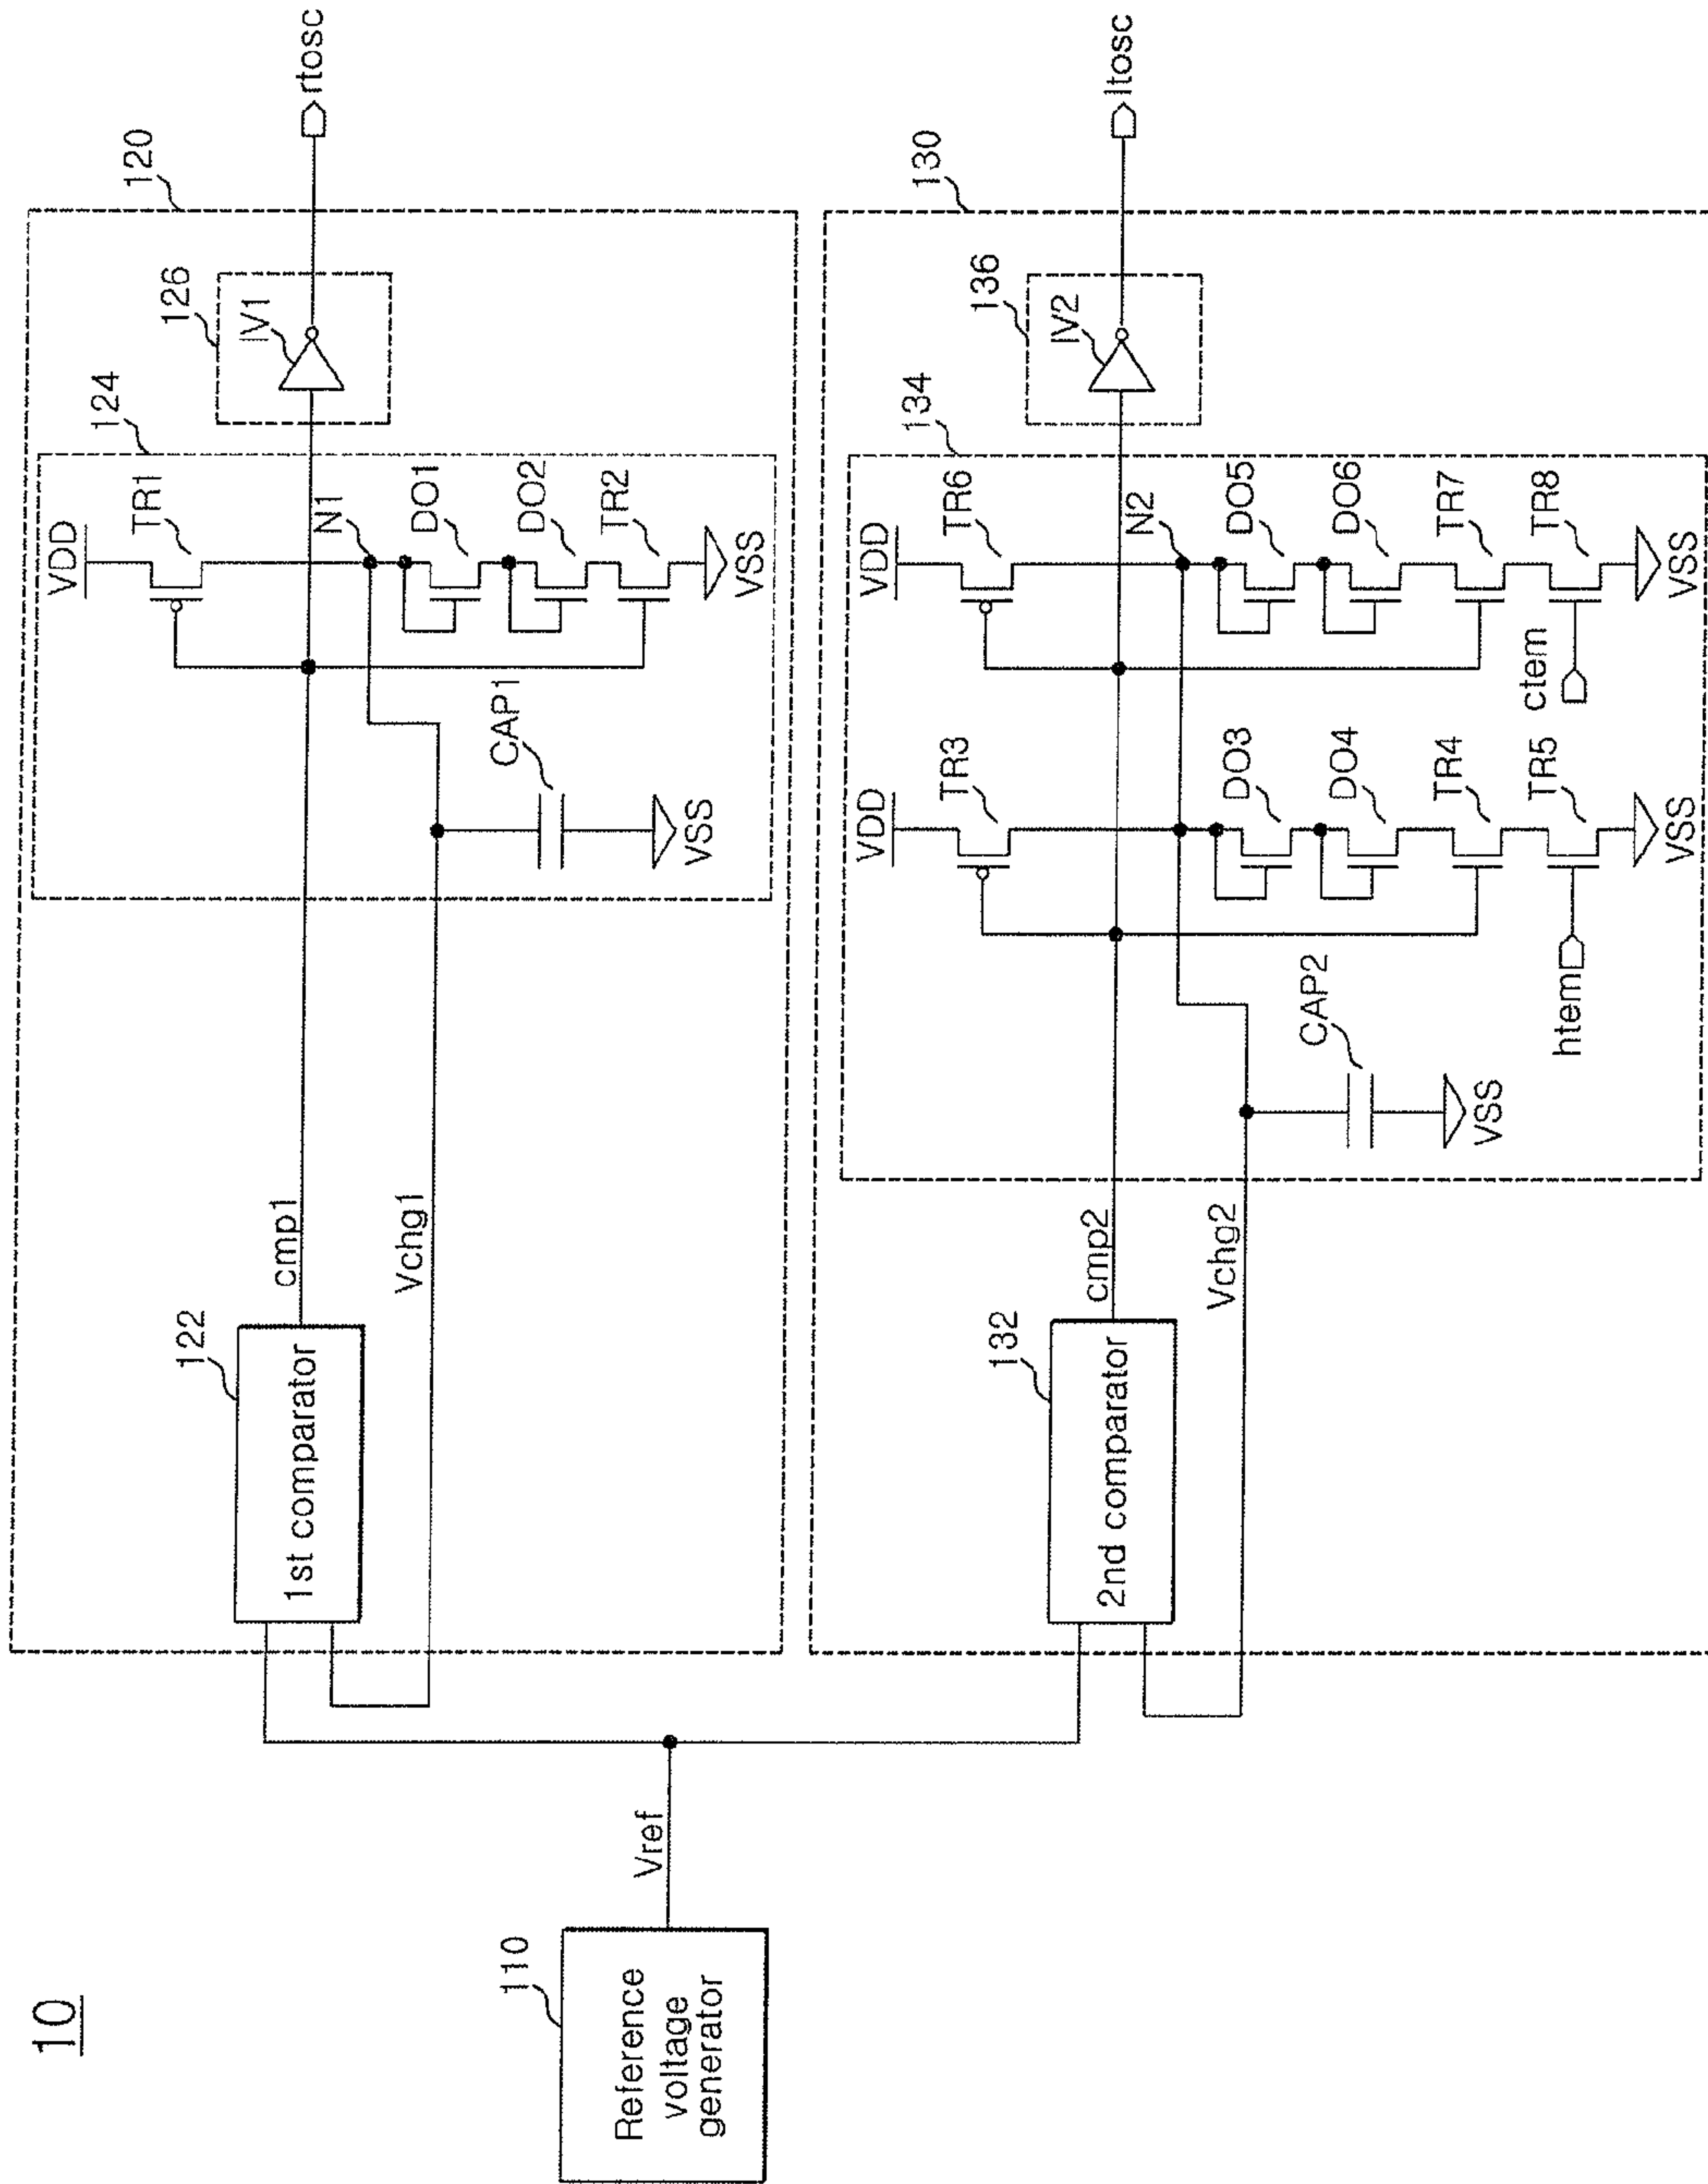 10
110
Reference
voltage
generator
Vref
120
122
1st comparator
cmp1
Vchg1
124
VDD
TR1
N1
DO1
DO2
TR2
VSS
CAP1
VSS
126
IV1
rtosc
130
132
2nd comparator
cmp2
Vchg2
134
VDD
TR3
DO3
DO4
TR4
TR5
VSS
htem
CAP2
VSS
VDD
TR6
N2
DO5
DO6
TR7
TR8
VSS
ctem
136
IV2
ltosc